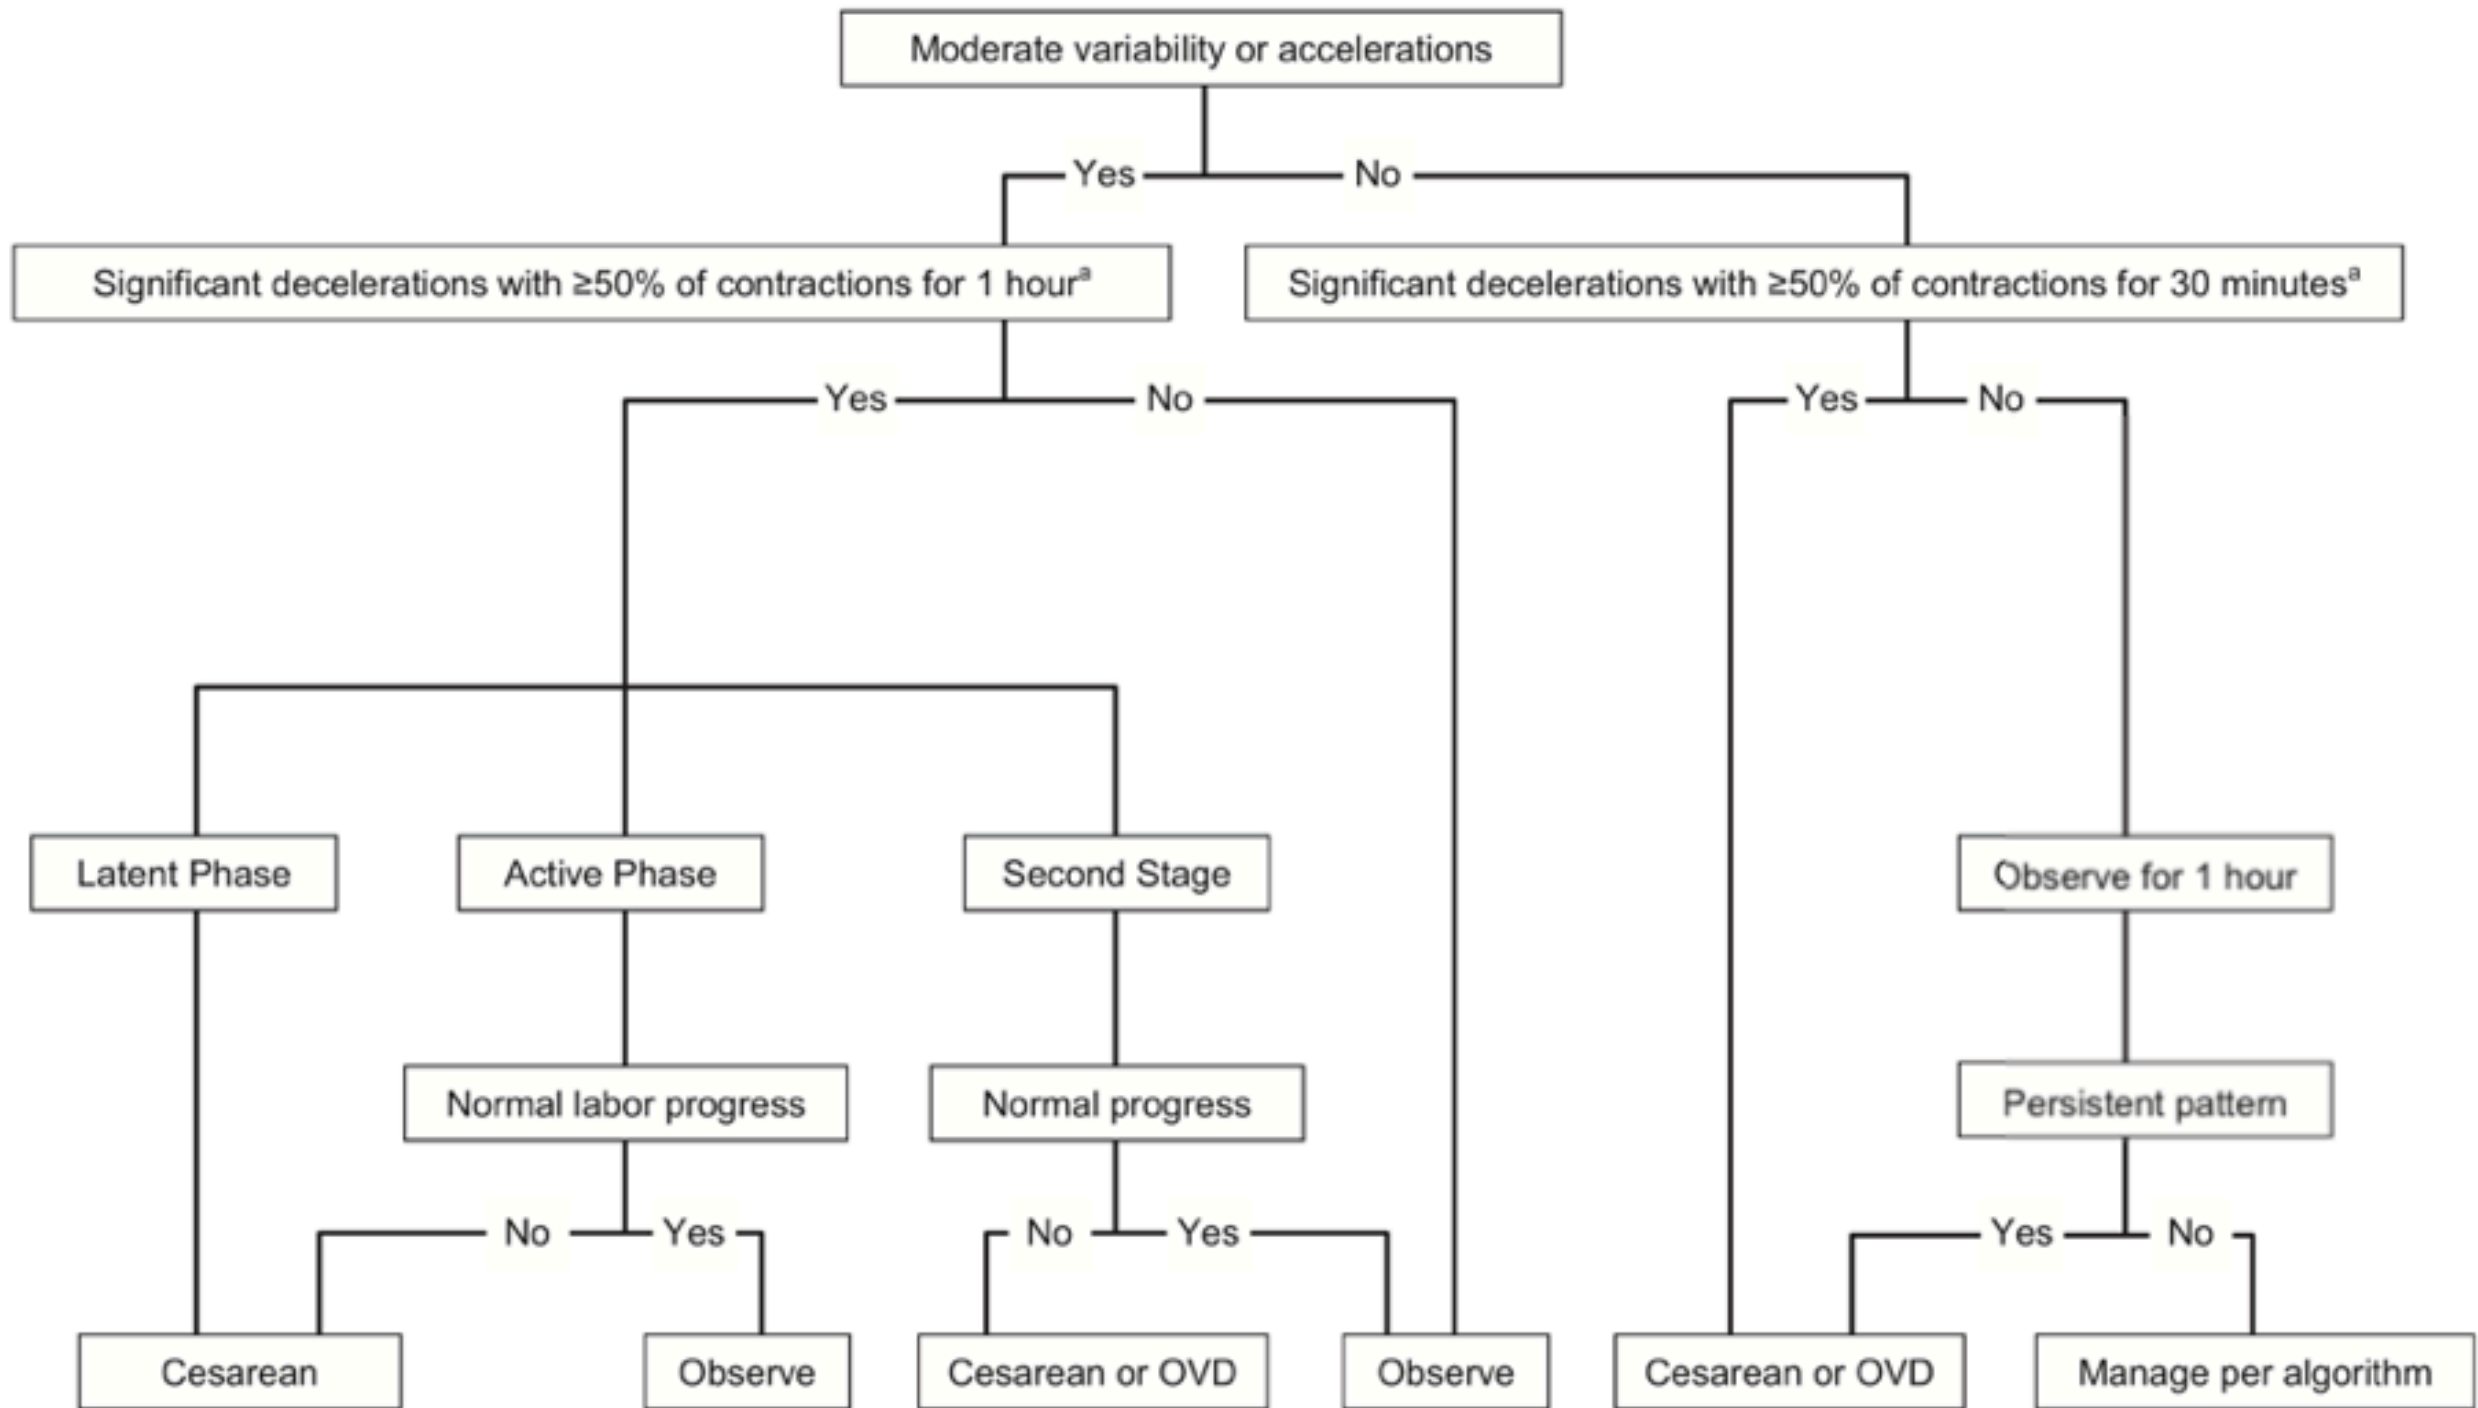 Moderate variability or accelerations
Yes
No
Significant decelerations with ≥50% of contractions for 1 hourᵃ
Significant decelerations with ≥50% of contractions for 30 minutesᵃ
Yes
No
Yes
No
Latent Phase
Active Phase
Second Stage
Observe for 1 hour
Normal labor progress
Normal progress
Persistent pattern
No
Yes
No
Yes
Yes
No
Cesarean
Observe
Cesarean or OVD
Observe
Cesarean or OVD
Manage per algorithm